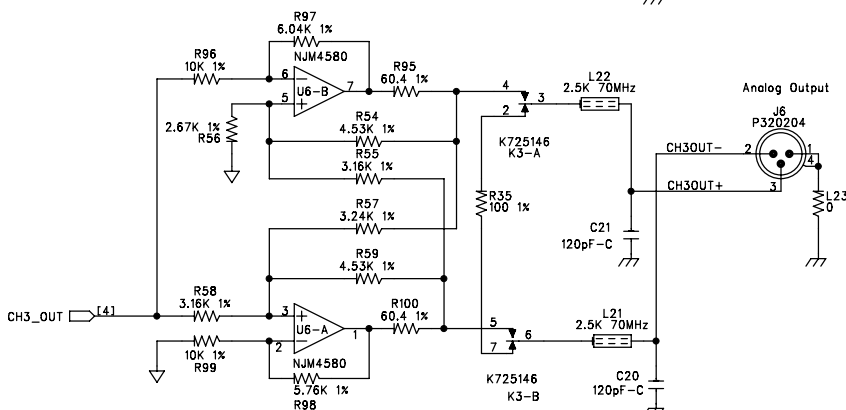 R97
6.04K 1%
NJM4580
R96
10K 1%
6
U6-B
7
5
R95
60.4 1%
2.67K 1%
R56
R54
4.53K 1%
R55
3.16K 1%
4
2
3
K725146
K3-A
L22
2.5K 70MHz
Analog Output
J6
P320204
CH3OUT-
2
1
4
CH3OUT+
3
L23
0
R35
100 1%
C21
120pF-C
R57
3.24K 1%
R59
4.53K 1%
CH3_OUT
[4]
R58
3.16K 1%
3
U6-A
1
2
R100
60.4 1%
10K 1%
R99
NJM4580
5.76K 1%
R98
5
7
6
K725146
K3-B
L21
2.5K 70MHz
C20
120pF-C